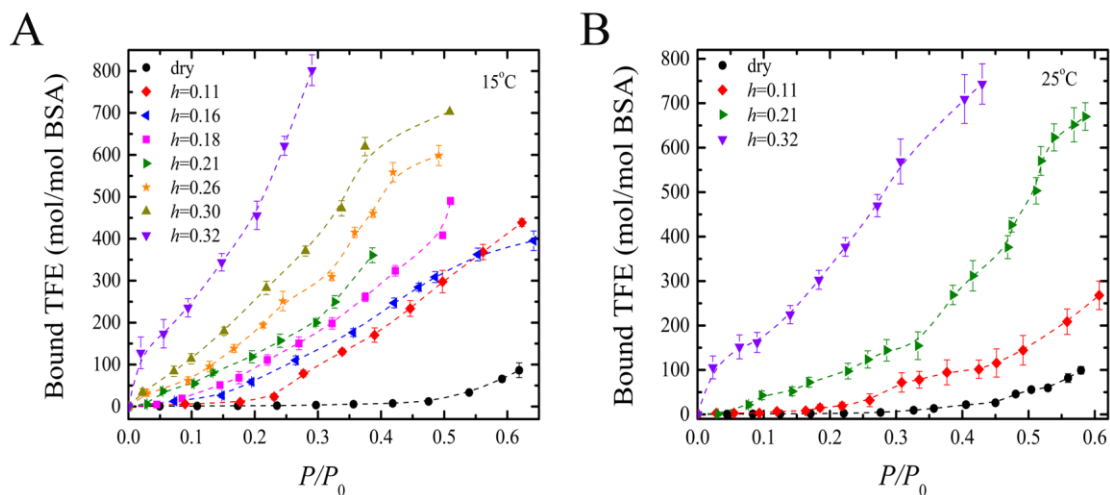 A
15°C
dry
h=0.11
h=0.16
h=0.18
h=0.21
h=0.26
h=0.30
h=0.32
800
700
600
500
400
300
200
100
0
0.0 0.1 0.2 0.3 0.4 0.5 0.6
Bound TFE (mol/mol BSA)
P/P₀
B
25°C
dry
h=0.11
h=0.21
h=0.32
800
700
600
500
400
300
200
100
0
0.0 0.1 0.2 0.3 0.4 0.5 0.6
Bound TFE (mol/mol BSA)
P/P₀